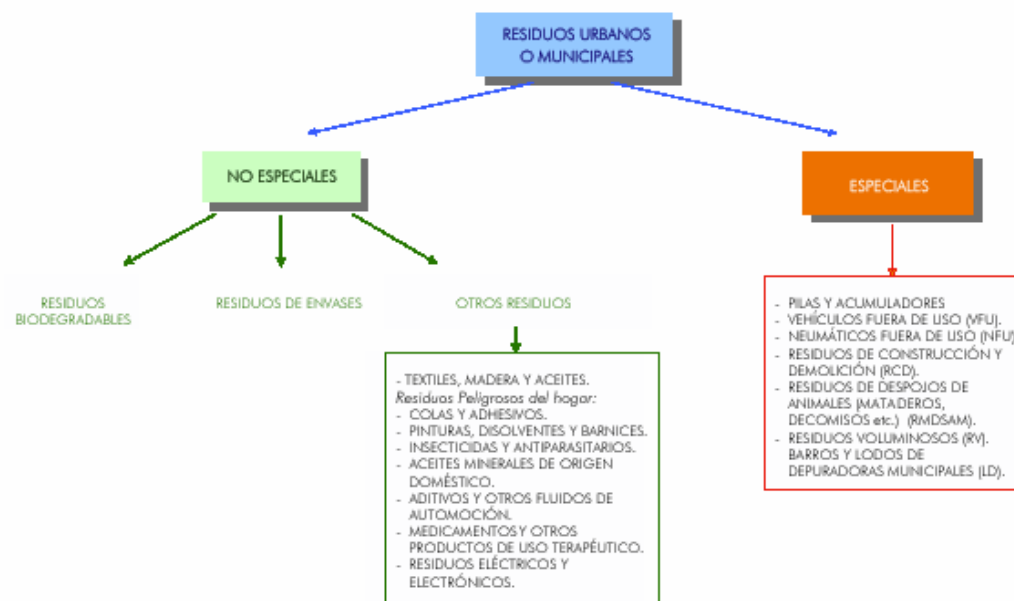 RESIDUOS URBANOS
O MUNICIPALES
NO ESPECIALES
ESPECIALES
RESIDUOS
BIODEGRADABLES
RESIDUOS DE ENVASES
OTROS RESIDUOS
- TEXTILES, MADERA Y ACEITES.
Residuos Peligrosos del hogar:
- COLAS Y ADHESIVOS.
- PINTURAS, DISOLVENTES Y BARNICES.
- INSECTICIDAS Y ANTIPARASITARIOS.
- ACEITES MINERALES DE ORIGEN
DOMÉSTICO.
- ADITIVOS Y OTROS FLUIDOS DE
AUTOMOCIÓN.
- MEDICAMENTOS Y OTROS
PRODUCTOS DE USO TERAPÉUTICO.
- RESIDUOS ELÉCTRICOS Y
ELECTRÓNICOS.
- PILAS Y ACUMULADORES
- VEHÍCULOS FUERA DE USO (VFU).
- NEUMÁTICOS FUERA DE USO (NFU)
- RESIDUOS DE CONSTRUCCIÓN Y
DEMOLICIÓN (RCD).
- RESIDUOS DE DESPOJOS DE
ANIMALES (MATADEROS,
DECOMISOS etc.) (RMDSAM).
- RESIDUOS VOLUMINOSOS (RV).
BARROS Y LODOS DE
DEPURADORAS MUNICIPALES (LD).